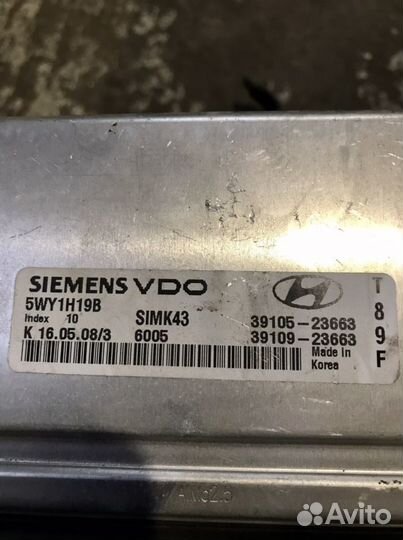 SIEMENS VDO
5WY1H19B
Index 10 SIMK43 39105-23663
K 16.05.08/3 6005 39109-23663
Made in
Korea
T
8
9
F
Avito